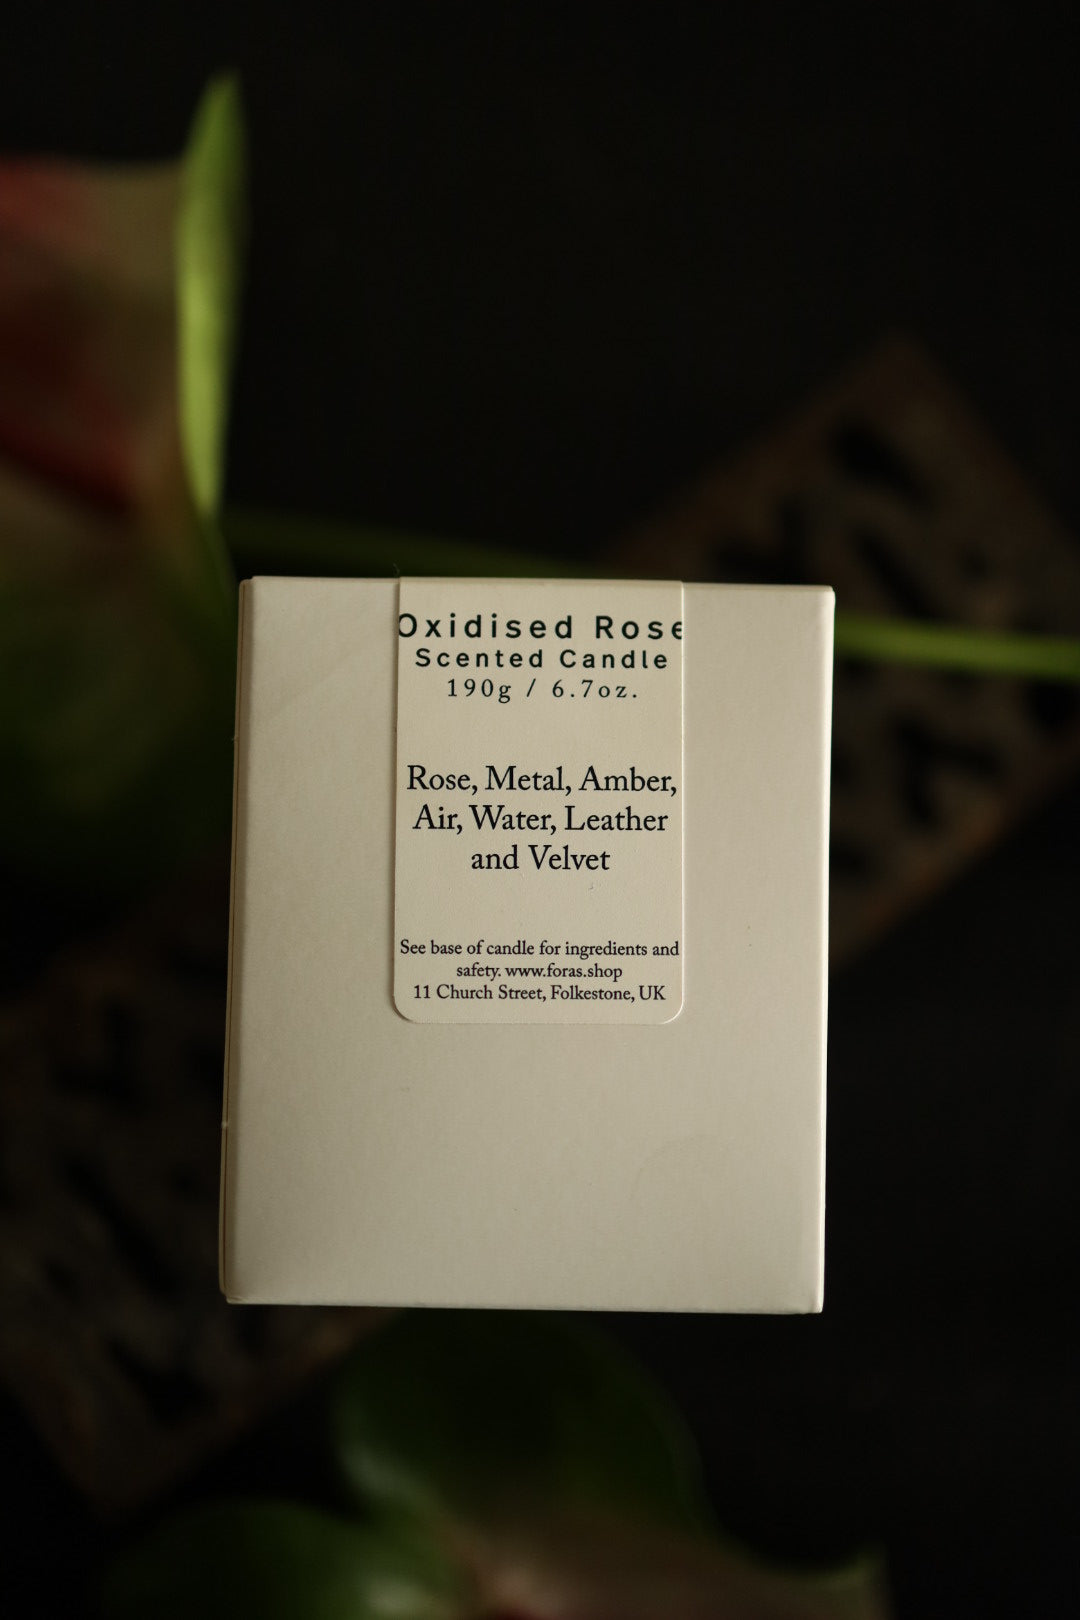 Oxidised Rose
Scented Candle
190g / 6.7oz.
Rose, Metal, Amber,
Air, Water, Leather
and Velvet
See base of candle for ingredients and
safety. www.foras.shop
11 Church Street, Folkestone, UK